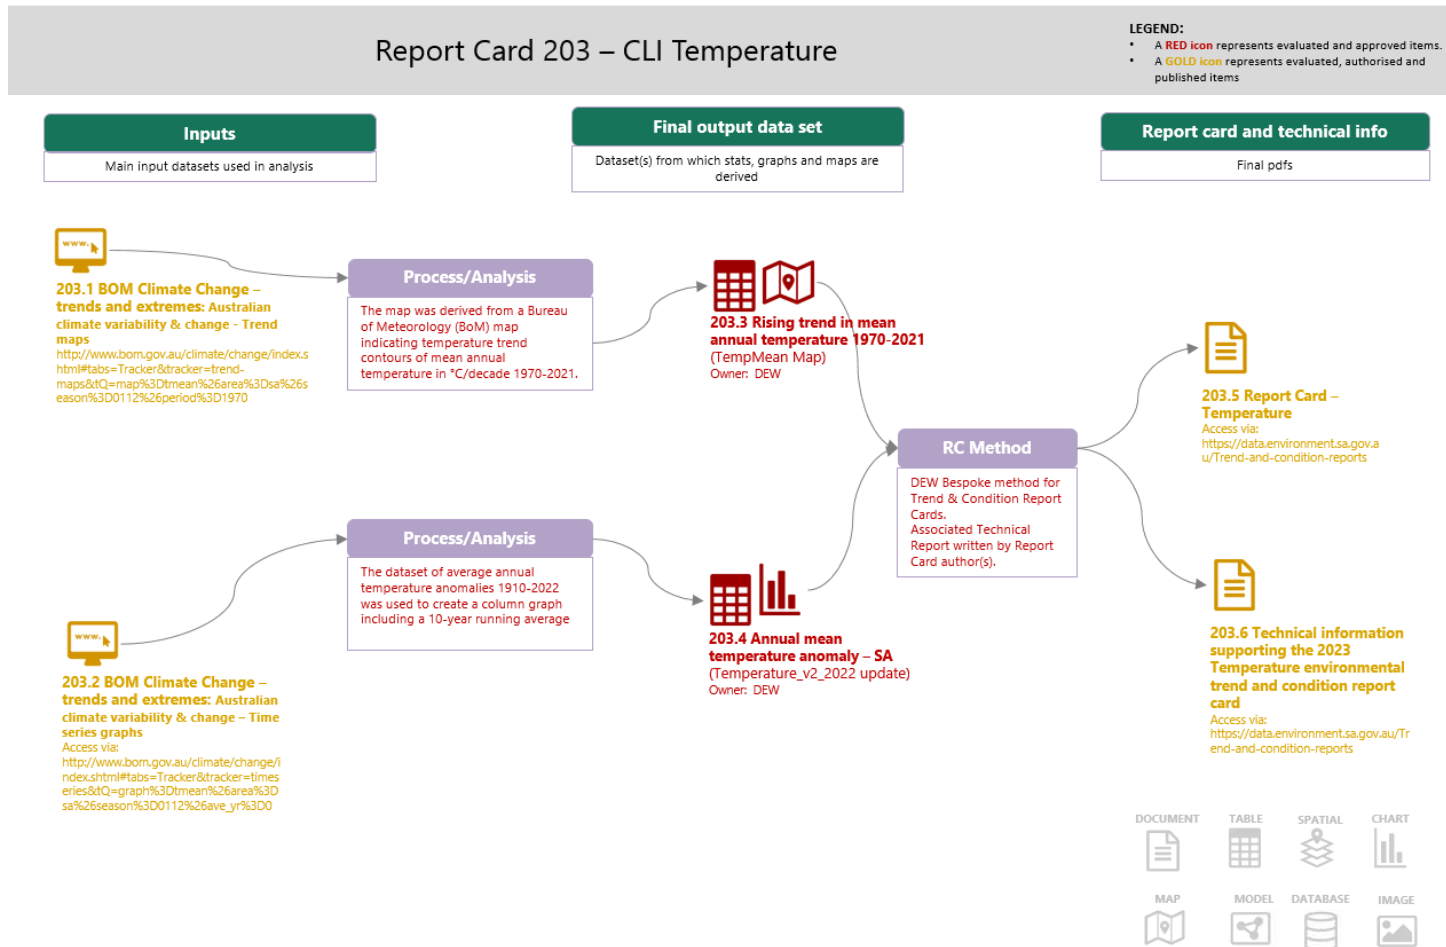 Report Card 203 – CLI Temperature
LEGEND:
• A RED icon represents evaluated and approved items.
• A GOLD icon represents evaluated, authorised and
published items
Inputs
Main input datasets used in analysis
Final output data set
Dataset(s) from which stats, graphs and maps are
derived
Report card and technical info
Final pdfs
www.
203.1 BOM Climate Change –
trends and extremes: Australian
climate variability & change - Trend
maps
http://www.bom.gov.au/climate/change/index.s
html#tabs=Tracker&tracker=trend-
maps&tQ=map%3Dtmean%26area%3Dsa%26s
eason%3D0112%26period%3D1970
Process/Analysis
The map was derived from a Bureau
of Meteorology (BoM) map
indicating temperature trend
contours of mean annual
temperature in °C/decade 1970-2021.
203.3 Rising trend in mean
annual temperature 1970-2021
(TempMean Map)
Owner: DEW
203.5 Report Card –
Temperature
Access via:
https://data.environment.sa.gov.a
u/Trend-and-condition-reports
RC Method
DEW Bespoke method for
Trend & Condition Report
Cards.
Associated Technical
Report written by Report
Card author(s).
Process/Analysis
The dataset of average annual
temperature anomalies 1910-2022
was used to create a column graph
including a 10-year running average
www.
203.2 BOM Climate Change –
trends and extremes: Australian
climate variability & change – Time
series graphs
Access via:
http://www.bom.gov.au/climate/change/i
ndex.shtml#tabs=Tracker&tracker=times
eries&tQ=graph%3Dtmean%26area%3D
sa%26season%3D0112%26ave_yr%3D0
203.4 Annual mean
temperature anomaly – SA
(Temperature_v2_2022 update)
Owner: DEW
203.6 Technical information
supporting the 2023
Temperature environmental
trend and condition report
card
Access via:
https://data.environment.sa.gov.au/Tr
end-and-condition-reports
DOCUMENT TABLE SPATIAL CHART
MAP MODEL DATABASE IMAGE